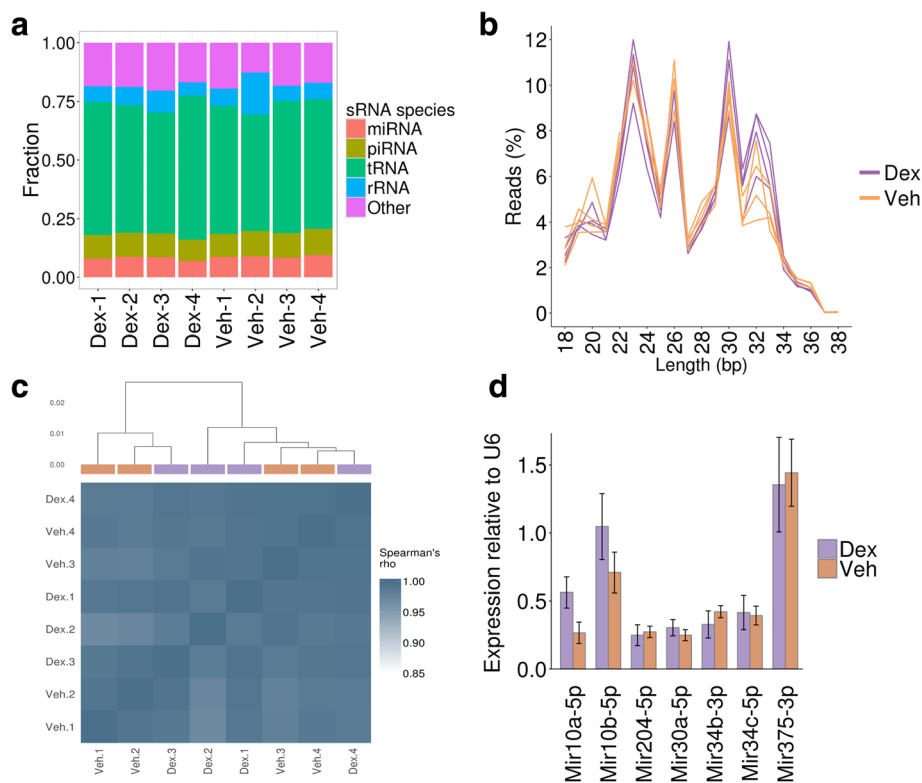 a
1.00
0.75
0.50
0.25
0.00
Fraction
Dex-1
Dex-2
Dex-3
Dex-4
Veh-1
Veh-2
Veh-3
Veh-4
sRNA species
miRNA
piRNA
tRNA
rRNA
Other
b
12
10
8
6
4
2
0
Reads (%)
18 20 22 24 26 28 30 32 34 36 38
Length (bp)
Dex
Veh
c
0.02
0.01
0.00
Dex.4
Veh.4
Veh.3
Dex.1
Dex.2
Dex.3
Veh.2
Veh.1
Veh.1 Veh.2 Dex.3 Dex.2 Dex.1 Veh.3 Veh.4 Dex.4
Spearman's
rho
1.00
0.95
0.90
0.85
d
1.5
1.0
0.5
0.0
Expression relative to U6
Mir10a-5p
Mir10b-5p
Mir204-5p
Mir30a-5p
Mir34b-3p
Mir34c-5p
Mir375-3p
Dex
Veh